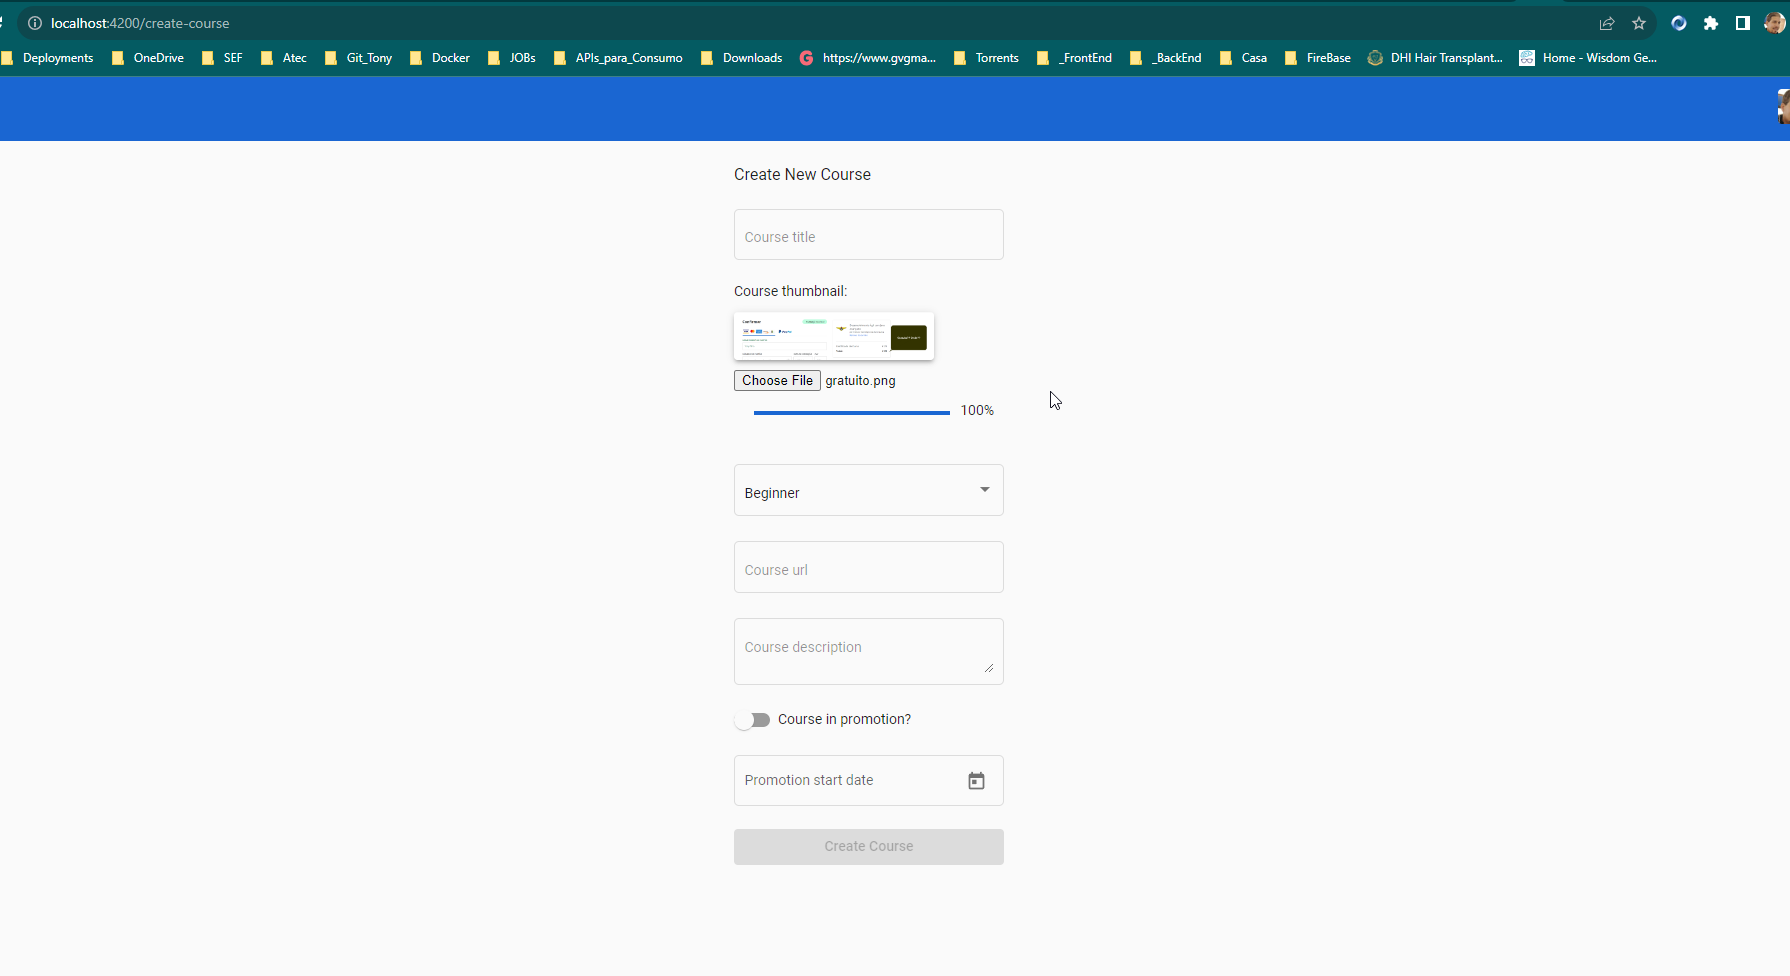 localhost:4200/create-course
Deployments OneDrive SEF Atec Git_Tony Docker JOBs APIs_para_Consumo Downloads https://www.gvgma... Torrents _FrontEnd _BackEnd Casa FireBase DHI Hair Transplant... Home - Wisdom Ge...
Create New Course
Course title
Course thumbnail:
Choose File gratuito.png
100%
Beginner
Course url
Course description
Course in promotion?
Promotion start date
Create Course